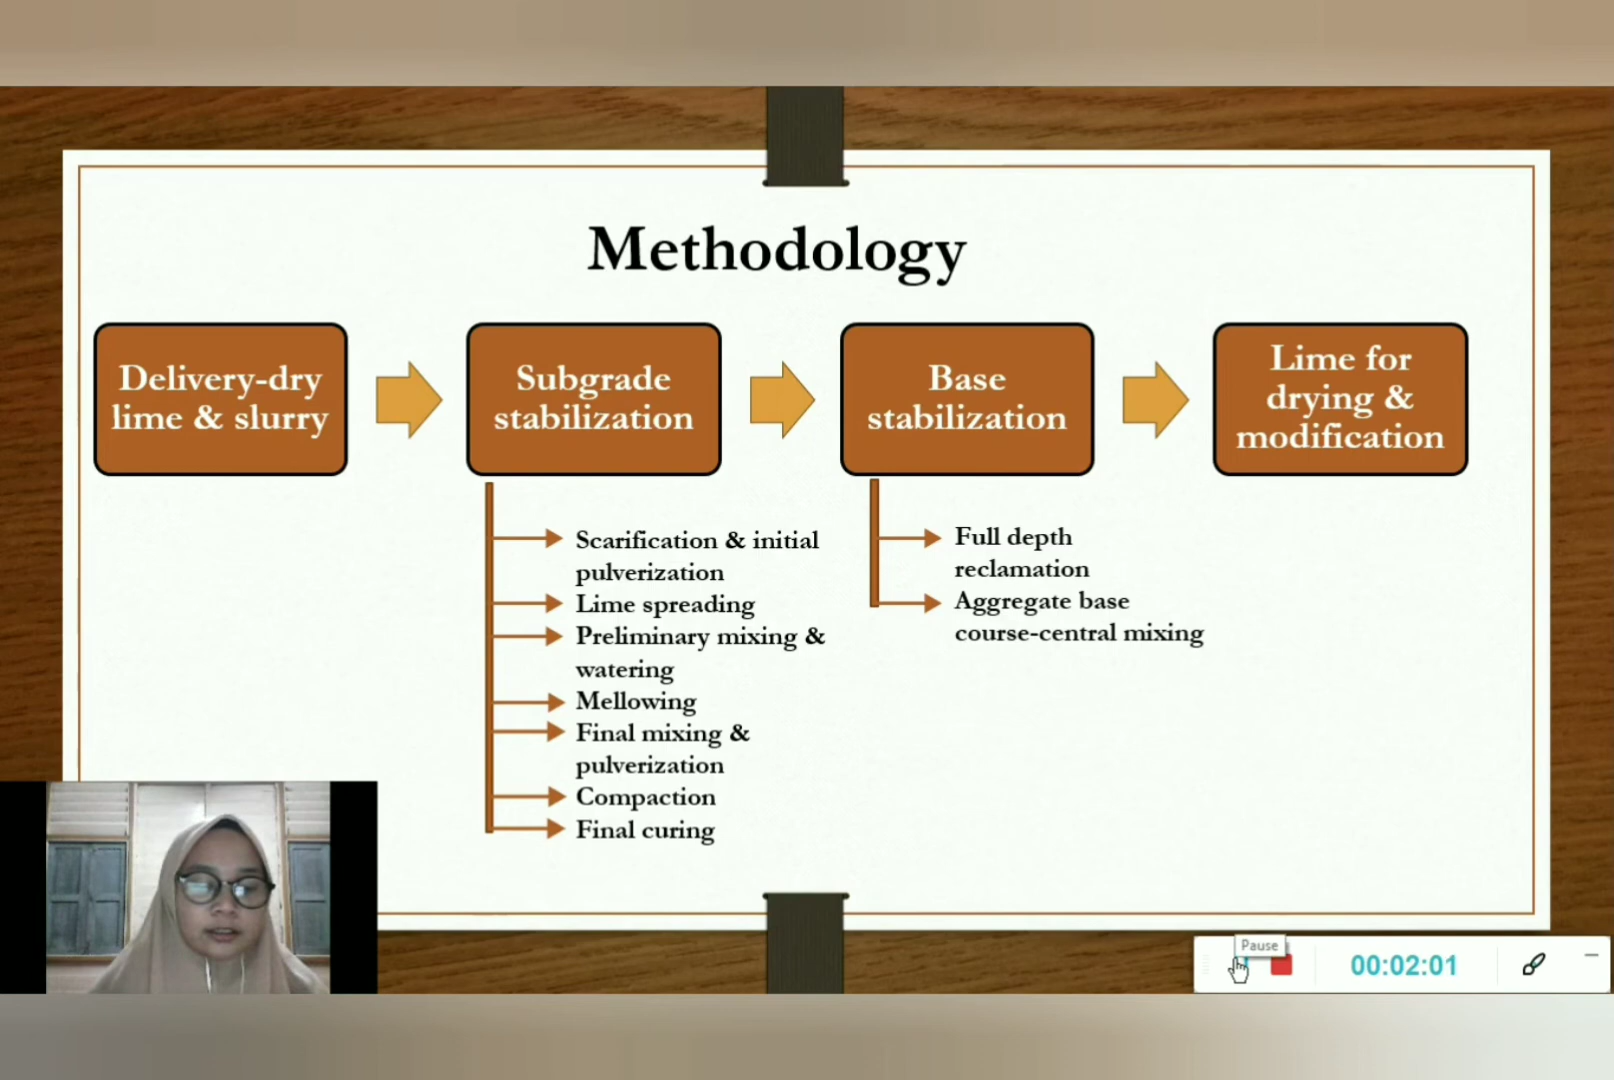 Methodology
Delivery-dry
lime & slurry
Subgrade
stabilization
Base
stabilization
Lime for
drying &
modification
Scarification & initial
pulverization
Lime spreading
Preliminary mixing &
watering
Mellowing
Final mixing &
pulverization
Compaction
Final curing
Full depth
reclamation
Aggregate base
course-central mixing
Pause
00:02:01